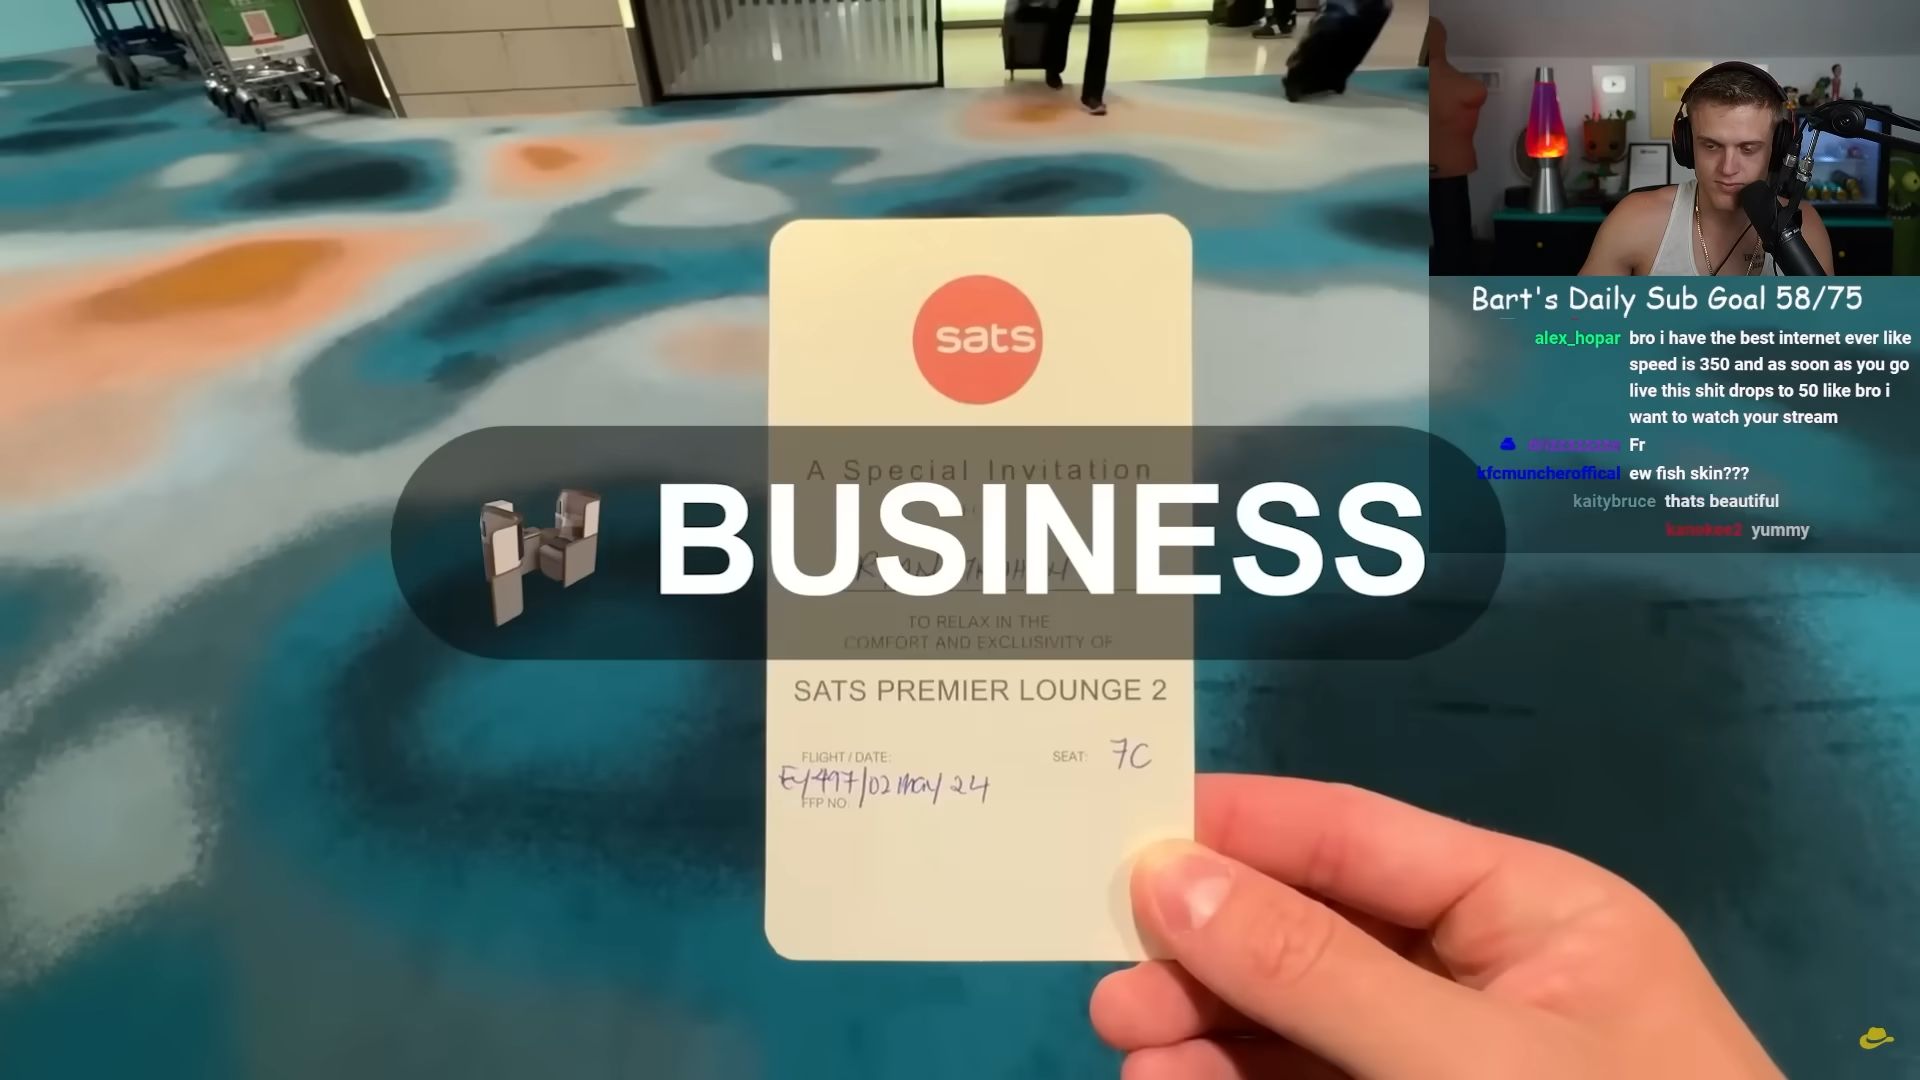 sats
A Special Invitation
BUSINESS
TO RELAX IN THE
COMFORT AND EXCLUSIVITY OF
SATS PREMIER LOUNGE 2
FLIGHT / DATE:
SEAT: 7C
EY497/02 May 24
FFP NO:
Bart's Daily Sub Goal 58/75
alex_hopar bro i have the best internet ever like
speed is 350 and as soon as you go
live this shit drops to 50 like bro i
want to watch your stream
Fr
kfcmuncheroffical ew fish skin???
kaitybruce thats beautiful
kanokee2 yummy